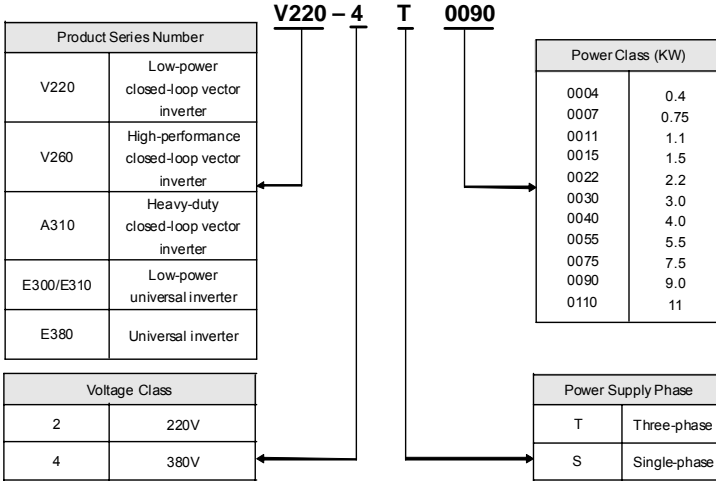 V220 – 4 T 0090
Product Series Number
V220
Low-power
closed-loop vector
inverter
V260
High-performance
closed-loop vector
inverter
A310
Heavy-duty
closed-loop vector
inverter
E300/E310
Low-power
universal inverter
E380
Universal inverter
Power Class (KW)
0004 0.4
0007 0.75
0011 1.1
0015 1.5
0022 2.2
0030 3.0
0040 4.0
0055 5.5
0075 7.5
0090 9.0
0110 11
Voltage Class
2 220V
4 380V
Power Supply Phase
T Three-phase
S Single-phase